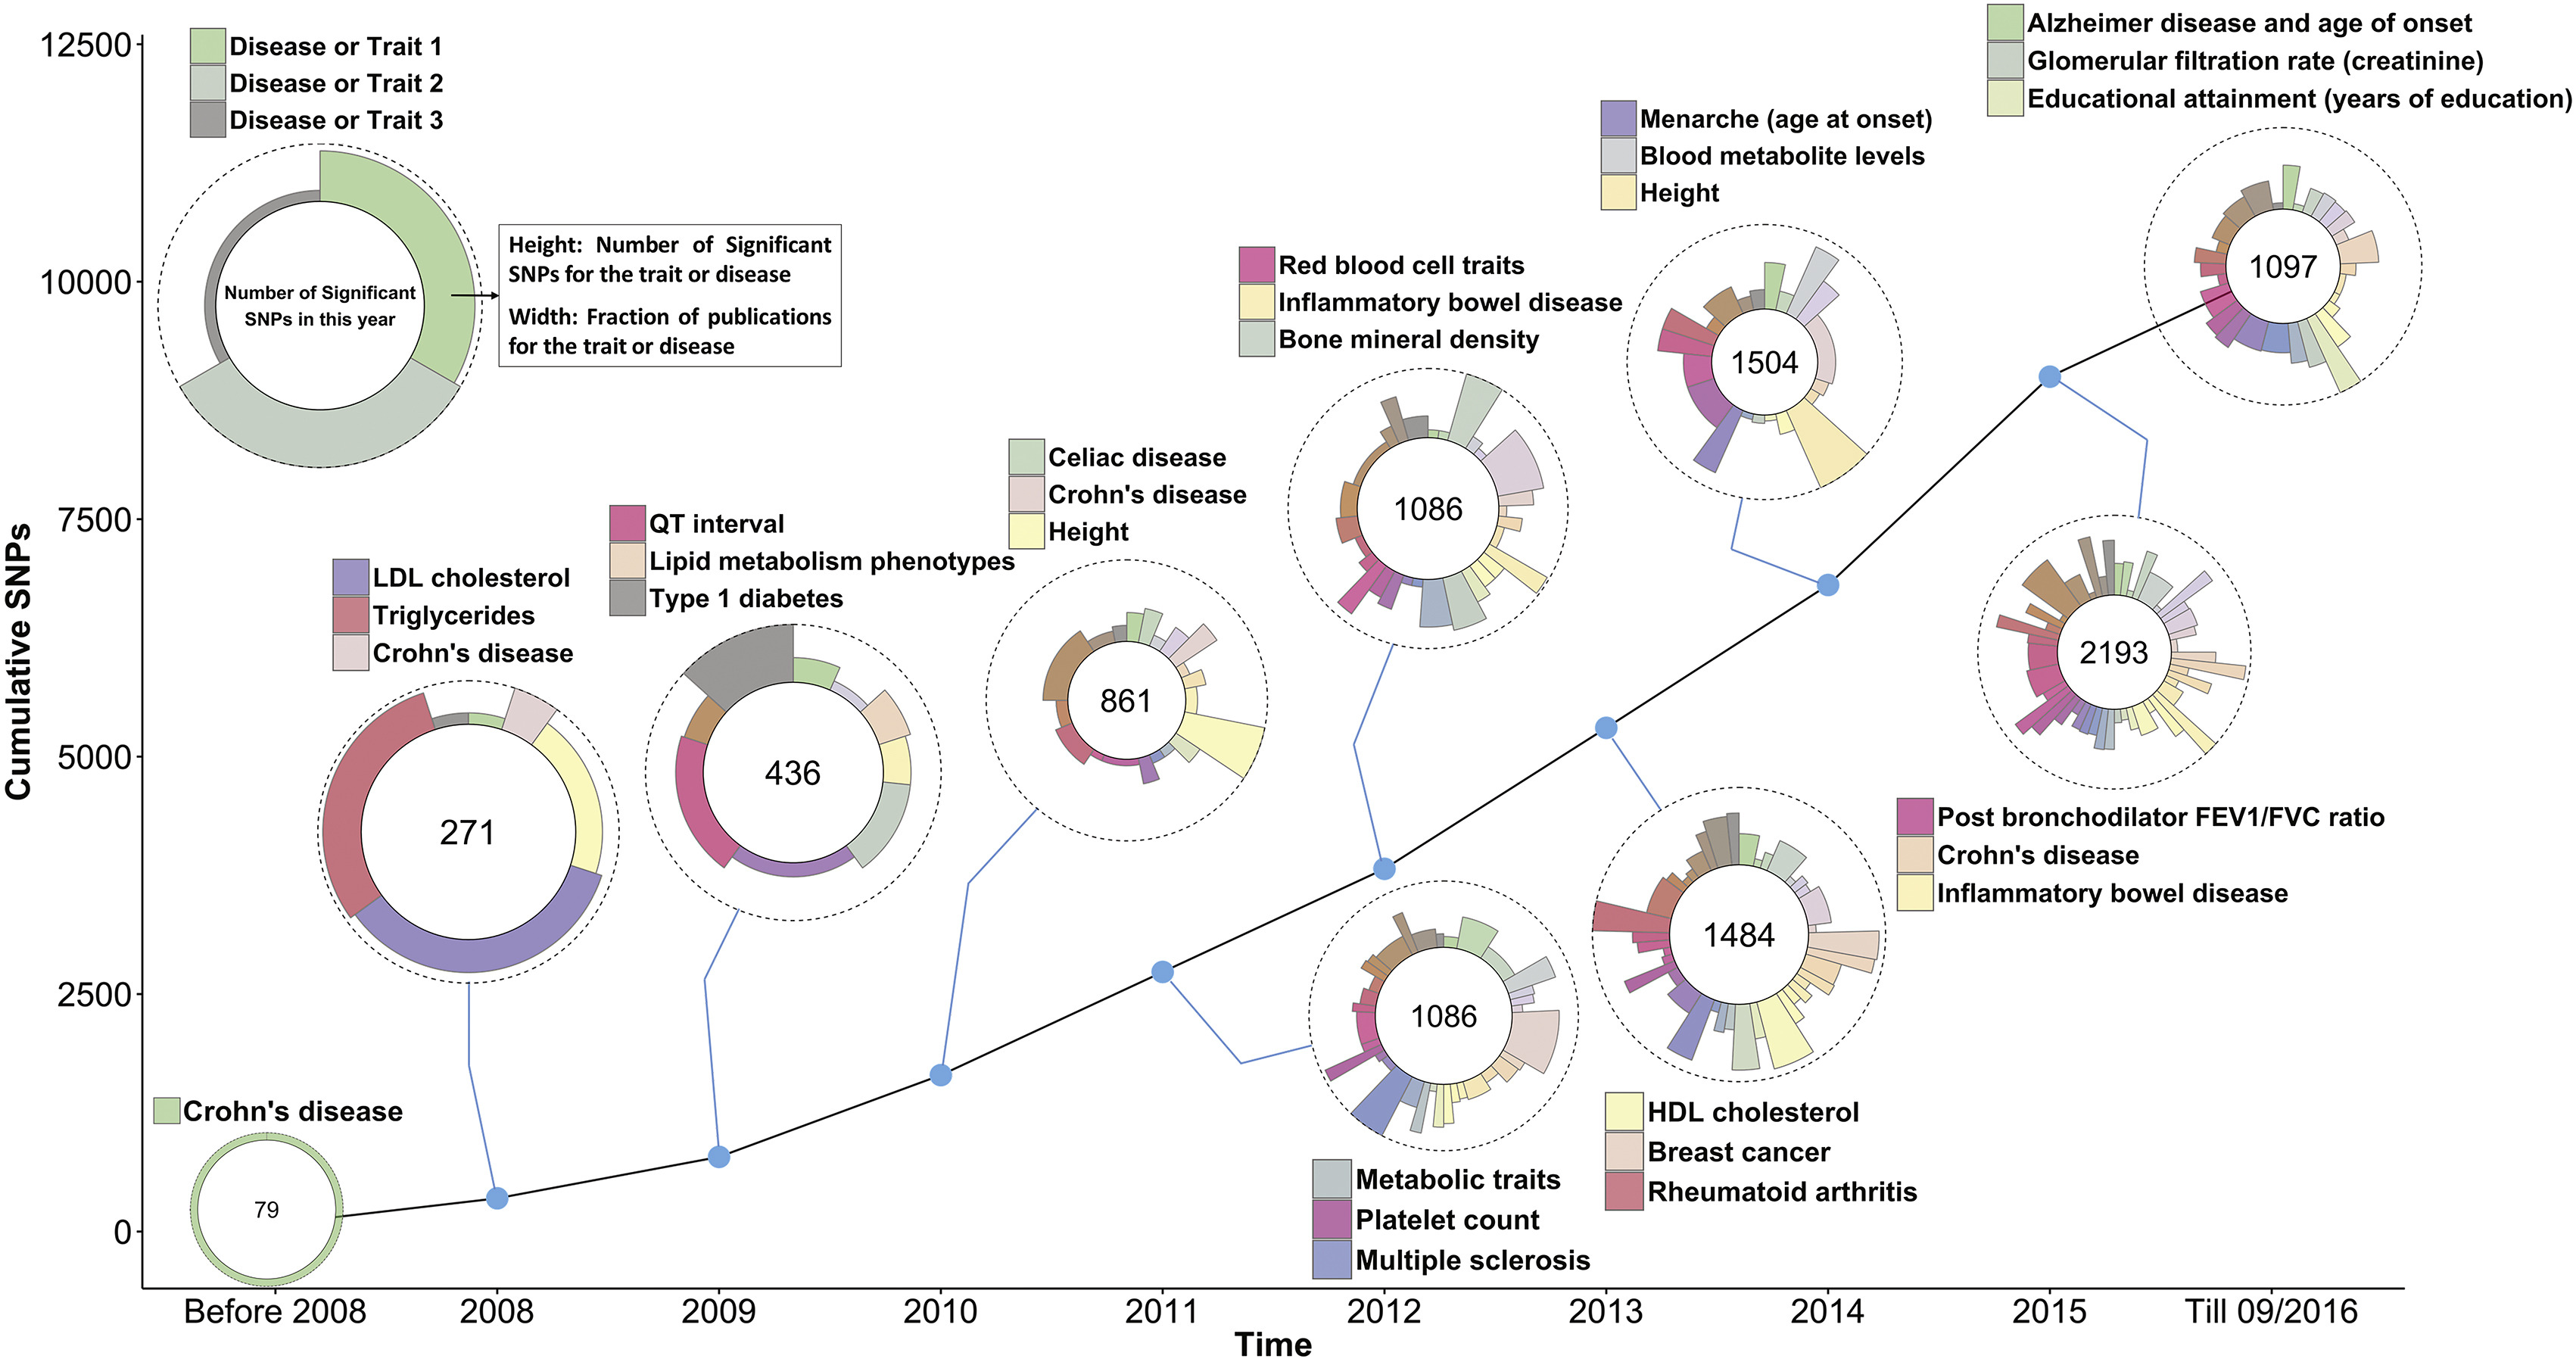 12500
10000
7500
5000
2500
0
Cumulative SNPs
Disease or Trait 1
Disease or Trait 2
Disease or Trait 3
Number of Significant
SNPs in this year
Height: Number of Significant
SNPs for the trait or disease
Width: Fraction of publications
for the trait or disease
Crohn's disease
79
LDL cholesterol
Triglycerides
Crohn's disease
271
QT interval
Lipid metabolism phenotypes
Type 1 diabetes
436
Celiac disease
Crohn's disease
Height
861
Red blood cell traits
Inflammatory bowel disease
Bone mineral density
1086
1086
Metabolic traits
Platelet count
Multiple sclerosis
Menarche (age at onset)
Blood metabolite levels
Height
1504
1484
HDL cholesterol
Breast cancer
Rheumatoid arthritis
Alzheimer disease and age of onset
Glomerular filtration rate (creatinine)
Educational attainment (years of education)
1097
2193
Post bronchodilator FEV1/FVC ratio
Crohn's disease
Inflammatory bowel disease
Before 2008
2008
2009
2010
2011
2012
2013
2014
2015
Till 09/2016
Time